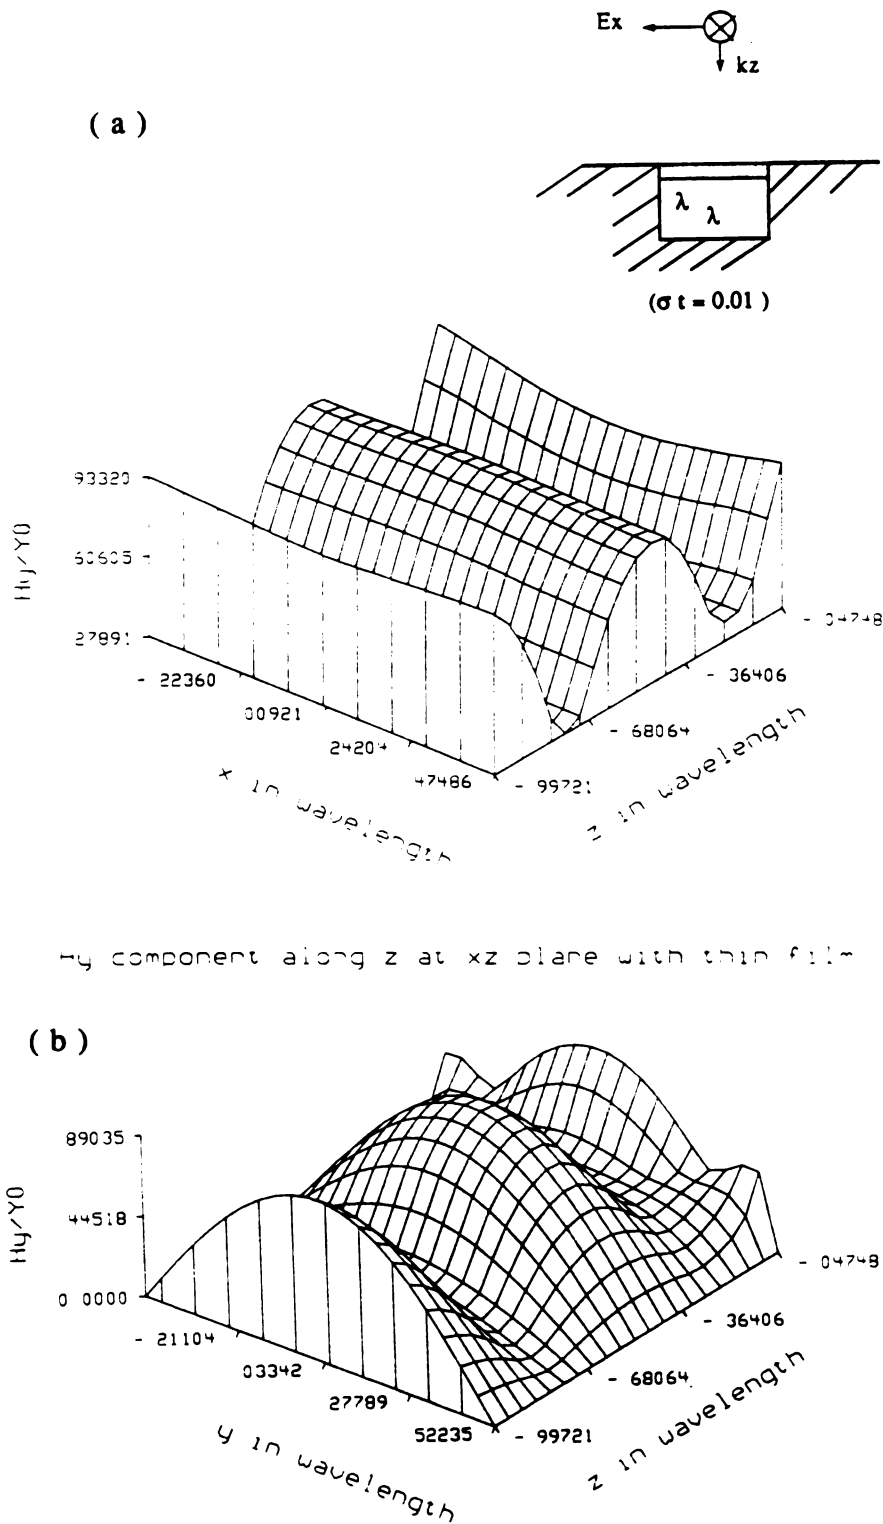 Ex
kz
( a )
λ
λ
(σ t = 0.01 )
93320
60605
27891
Hy/Y0
- 22360
00921
24204
47486
x in wavelength
- 04748
- 36406
- 68064
- 99721
z in wavelength
Hy component along z at xz plane with thin film
( b )
89035
44518
0 0000
Hy/Y0
- 21104
03342
27789
52235
y in wavelength
- 04748
- 36406
- 68064
- 99721
z in wavelength